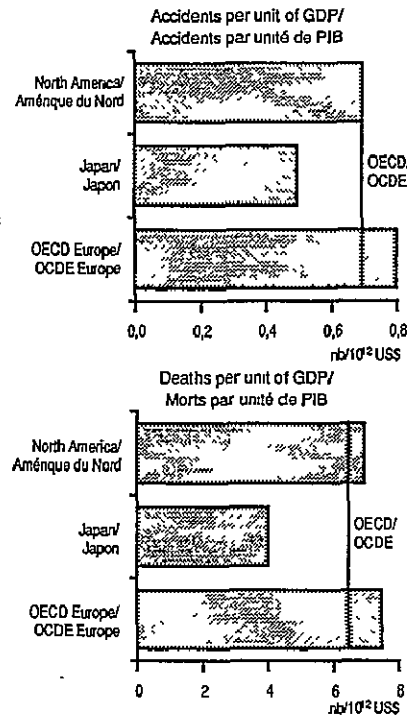 Accidents per unit of GDP/
Accidents par unité de PIB
North America/
Aménque du Nord
Japan/
Japon
OECD/
OCDE
OECD Europe/
OCDE Europe
0,0 0,2 0,4 0,6 0,8
nb/10¹² US$
Deaths per unit of GDP/
Morts par unité de PIB
North America/
Aménque du Nord
Japan/
Japon
OECD/
OCDE
OECD Europe/
OCDE Europe
0 2 4 6 8
nb/10¹² US$